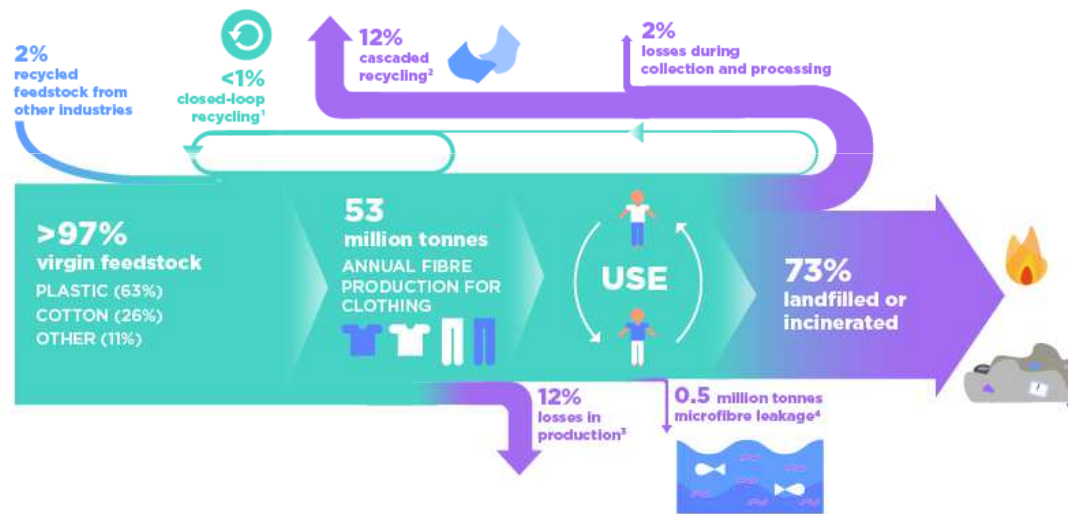 2%
recycled
feedstock from
other industries
<1%
closed-loop
recycling¹
12%
cascaded
recycling²
2%
losses during
collection and processing
>97%
virgin feedstock
PLASTIC (63%)
COTTON (26%)
OTHER (11%)
53
million tonnes
ANNUAL FIBRE
PRODUCTION FOR
CLOTHING
USE
73%
landfilled or
incinerated
12%
losses in
production³
0.5 million tonnes
microfibre leakage⁴